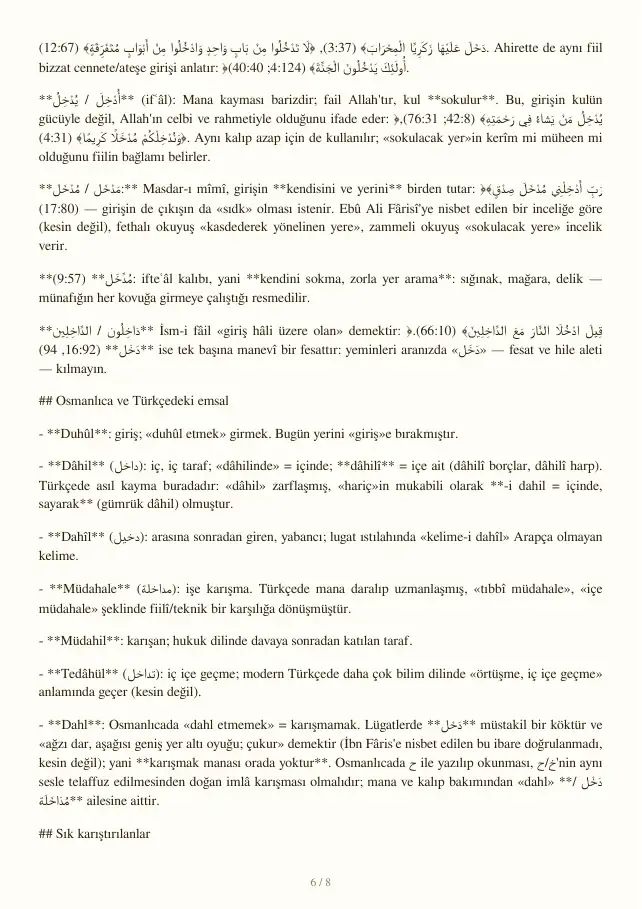 (12:67) ﴿لَا تَدْخُلُوا مِنْ بَابٍ وَاحِدٍ وَادْخُلُوا مِنْ أَبْوَابٍ مُتَفَرِّقَةٍ﴾ ,(3:37) ﴿دَخَلَ عَلَيْهَا زَكَرِيَّا الْمِحْرَابَ﴾. Ahirette de aynı fiil
bizzat cennete/ateşe girişi anlatır: ﴿أُولَٰئِكَ يَدْخُلُونَ الْجَنَّةَ﴾ (4:124; 40:40).
**أَدْخَلَ / يُدْخِلُ** (ifʿâl): Mana kayması barizdir; fail Allah'tır, kul **sokulur**. Bu, girişin kulün
gücüyle değil, Allah'ın celbi ve rahmetiyle olduğunu ifade eder: ﴿يُدْخِلُ مَنْ يَشَاءُ فِي رَحْمَتِهِ﴾ (42:8; 76:31),
﴿وَنُدْخِلْكُمْ مُدْخَلًا كَرِيمًا﴾ (4:31). Aynı kalıp azap için de kullanılır; «sokulacak yer»in kerîm mi müheen mi
olduğunu fiilin bağlamı belirler.
**مَدْخَل / مُدْخَل:** Masdar-ı mîmî, girişin **kendisini ve yerini** birden tutar: ﴿رَبِّ أَدْخِلْنِي مُدْخَلَ صِدْقٍ﴾
(17:80) — girişin de çıkışın da «sıdk» olması istenir. Ebû Ali Fârisî'ye nisbet edilen bir inceliğe göre
(kesin değil), fethalı okuyuş «kasdederek yönelinen yere», zammeli okuyuş «sokulacak yere» incelik
verir.
**مُدَّخَل** (9:57)**: ifteʿâl kalıbı, yani **kendini sokma, zorla yer arama**: sığınak, mağara, delik —
münafığın her kovuğa girmeye çalıştığı resmedilir.
**دَاخِلُون / الدَّاخِلِين** İsm-i fâil «giriş hâli üzere olan» demektir: ﴿قِيلَ ادْخُلَا النَّارَ مَعَ الدَّاخِلِينَ﴾ (66:10).
**دَخَل** (16:92, 94) ise tek başına manevî bir fesattır: yeminleri aranızda «دَخَل» — fesat ve hile aleti
— kılmayın.
## Osmanlıca ve Türkçedeki emsal
- **Duhûl**: giriş; «duhûl etmek» girmek. Bugün yerini «giriş»e bırakmıştır.
- **Dâhil** (داخل): iç, iç taraf; «dâhilinde» = içinde; **dâhilî** = içe ait (dâhilî borçlar, dâhilî harp).
Türkçede asıl kayma buradadır: «dâhil» zarflaşmış, «hariç»in mukabili olarak **-i dahil = içinde,
sayarak** (gümrük dâhil) olmuştur.
- **Dahîl** (دخيل): arasına sonradan giren, yabancı; lugat ıstılahında «kelime-i dahîl» Arapça olmayan
kelime.
- **Müdahale** (مداخلة): işe karışma. Türkçede mana daralıp uzmanlaşmış, «tıbbî müdahale», «içe
müdahale» şeklinde fiilî/teknik bir karşılığa dönüşmüştür.
- **Müdahil**: karışan; hukuk dilinde davaya sonradan katılan taraf.
- **Tedâhül** (تداخل): iç içe geçme; modern Türkçede daha çok bilim dilinde «örtüşme, iç içe geçme»
anlamında geçer (kesin değil).
- **Dahl**: Osmanlıcada «dahl etmemek» = karışmamak. Lügatlerde **دَحْل** müstakil bir köktür ve
«ağzı dar, aşağısı geniş yer altı oyuğu; çukur» demektir (İbn Fâris'e nisbet edilen bu ibare doğrulanmadı,
kesin değil); yani **karışmak manası orada yoktur**. Osmanlıcada ح ile yazılıp okunması, ح/خ'nin aynı
sesle telaffuz edilmesinden doğan imlâ karışması olmalıdır; mana ve kalıp bakımından «dahl» **دَخْل /
مُدَاخَلَة** ailesine aittir.
## Sık karıştırılanlar
6 / 8